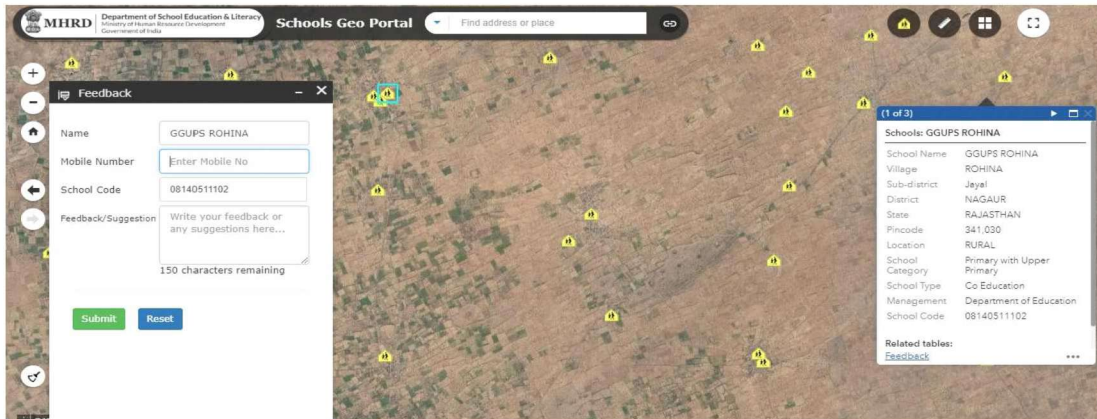 MHRD
Department of School Education & Literacy
Ministry of Human Resource Development
Government of India
Schools Geo Portal
Find address or place
Feedback
Name
GGUPS ROHINA
Mobile Number
Enter Mobile No
School Code
08140511102
Feedback/Suggestion
Write your feedback or
any suggestions here...
150 characters remaining
Submit
Reset
(1 of 3)
Schools: GGUPS ROHINA
School Name GGUPS ROHINA
Village ROHINA
Sub-district Jayal
District NAGAUR
State RAJASTHAN
Pincode 341,030
Location RURAL
School Category Primary with Upper Primary
School Type Co Education
Management Department of Education
School Code 08140511102
Related tables:
Feedback